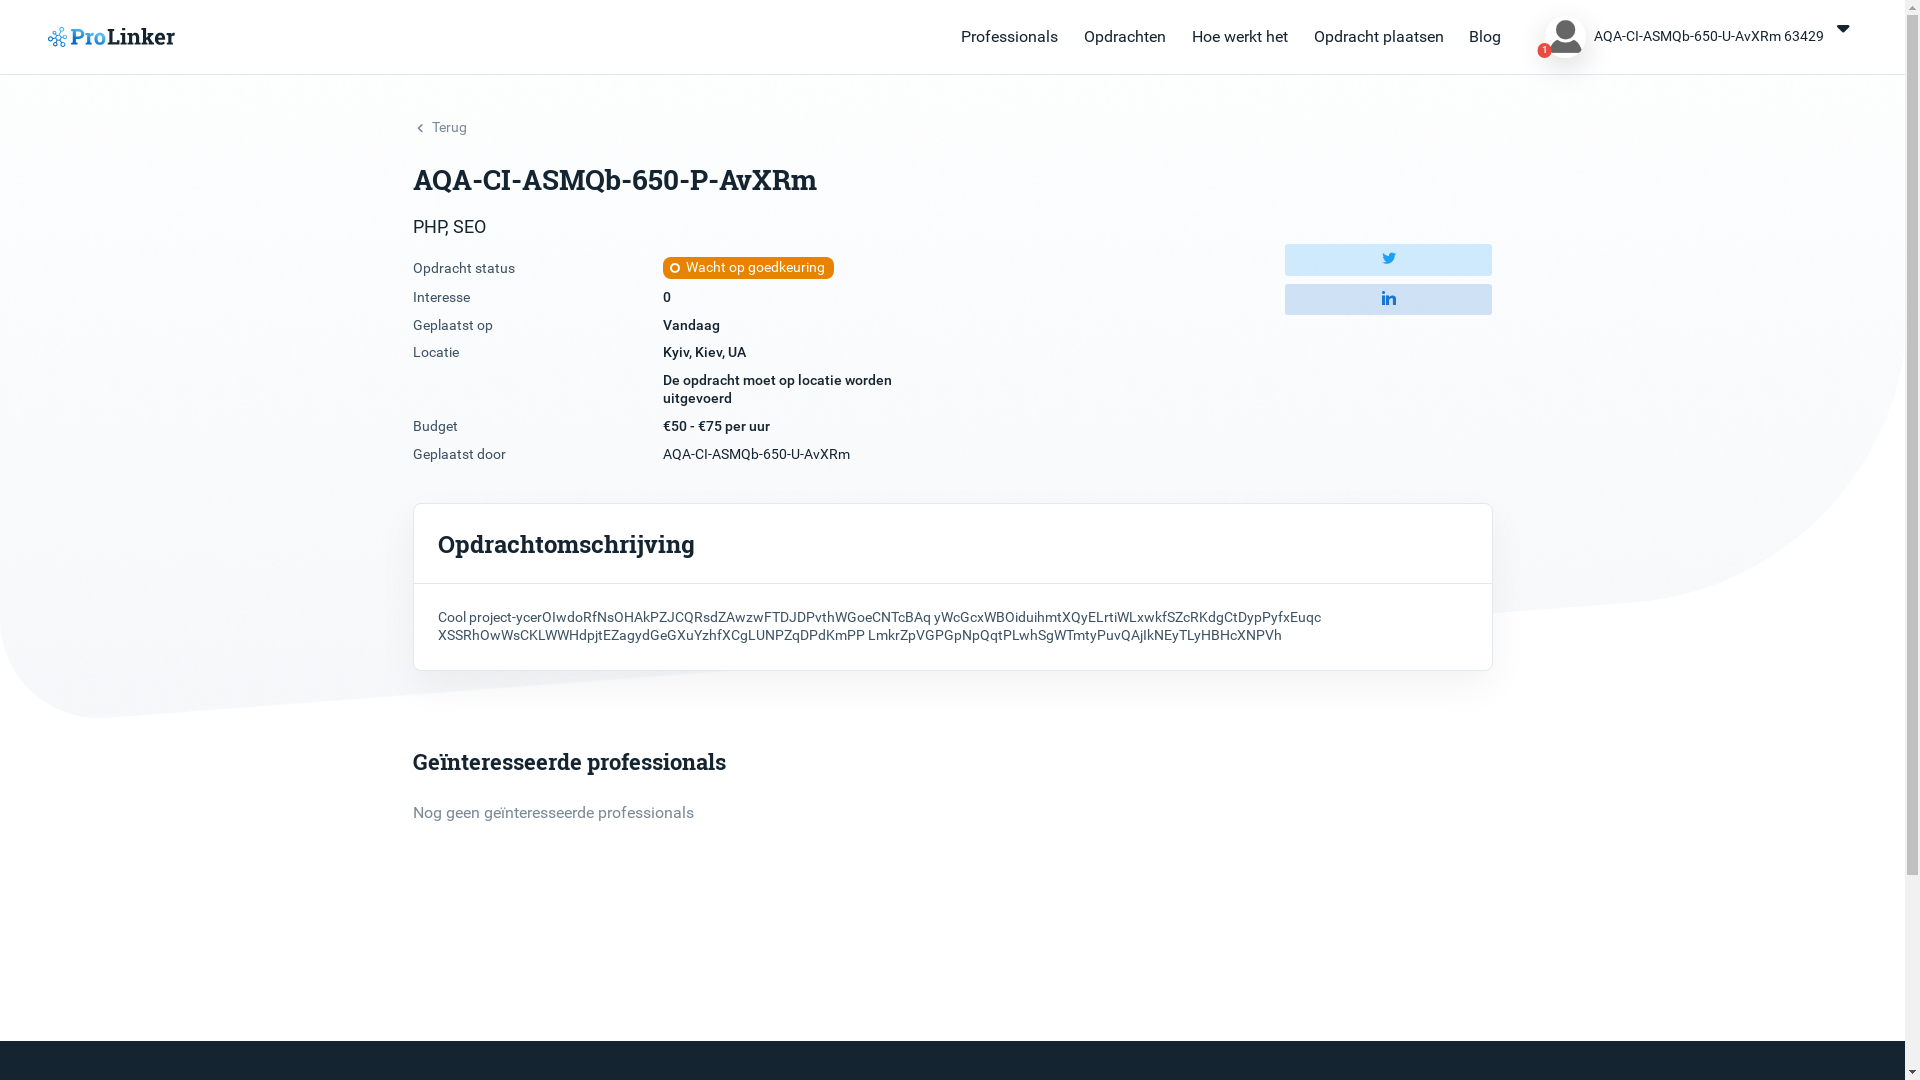 ProLinker
Professionals Opdrachten Hoe werkt het Opdracht plaatsen Blog
1 AQA-CI-ASMQb-650-U-AvXRm 63429
Terug
AQA-CI-ASMQb-650-P-AvXRm
PHP, SEO
Opdracht status Wacht op goedkeuring
Interesse 0
Geplaatst op Vandaag
Locatie Kyiv, Kiev, UA
De opdracht moet op locatie worden
uitgevoerd
Budget €50 - €75 per uur
Geplaatst door AQA-CI-ASMQb-650-U-AvXRm
in
Opdrachtomschrijving
Cool project-ycerOIwdoRfNsOHAkPZJCQRsdZAwzwFTDJDPvthWGoeCNTcBAq yWcGcxWBOiduihmtXQyELrtiWLxwkfSZcRKdgCtDypPyfxEuqc
XSSRhOwWsCKLWWHdpjtEZagydGeGXuYzhfXCgLUNPZqDPdKmPP LmkrZpVGPGpNpQqtPLwhSgWTmtyPuvQAjIkNEyTLyHBHcXNPVh
Geïnteresseerde professionals
Nog geen geïnteresseerde professionals